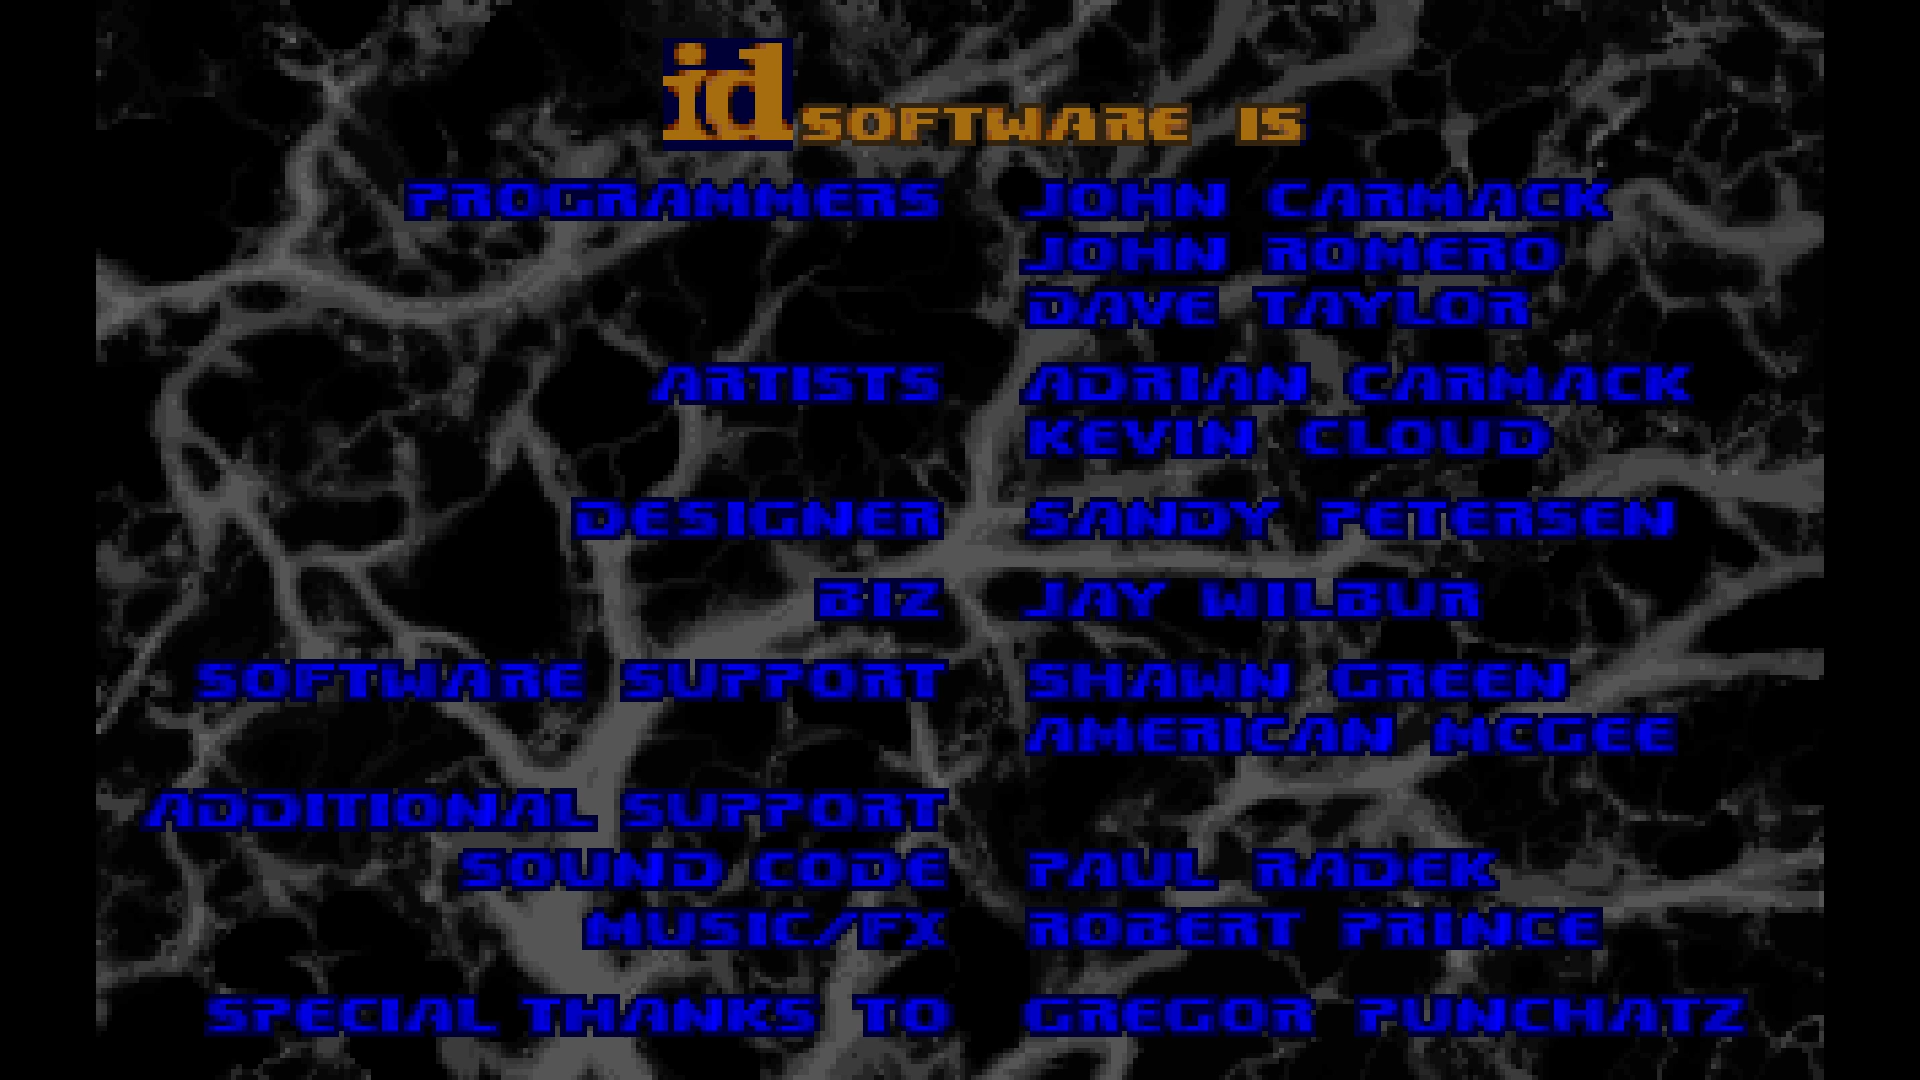 id SOFTWARE IS
PROGRAMMERS JOHN CARMACK
JOHN ROMERO
DAVE TAYLOR
ARTISTS ADRIAN CARMACK
KEVIN CLOUD
DESIGNER SANDY PETERSEN
BIZ JAY WILBUR
SOFTWARE SUPPORT SHAWN GREEN
AMERICAN MCGEE
ADDITIONAL SUPPORT
SOUND CODE PAUL RADEK
MUSIC/FX ROBERT PRINCE
SPECIAL THANKS TO GREGOR PUNCHATZ